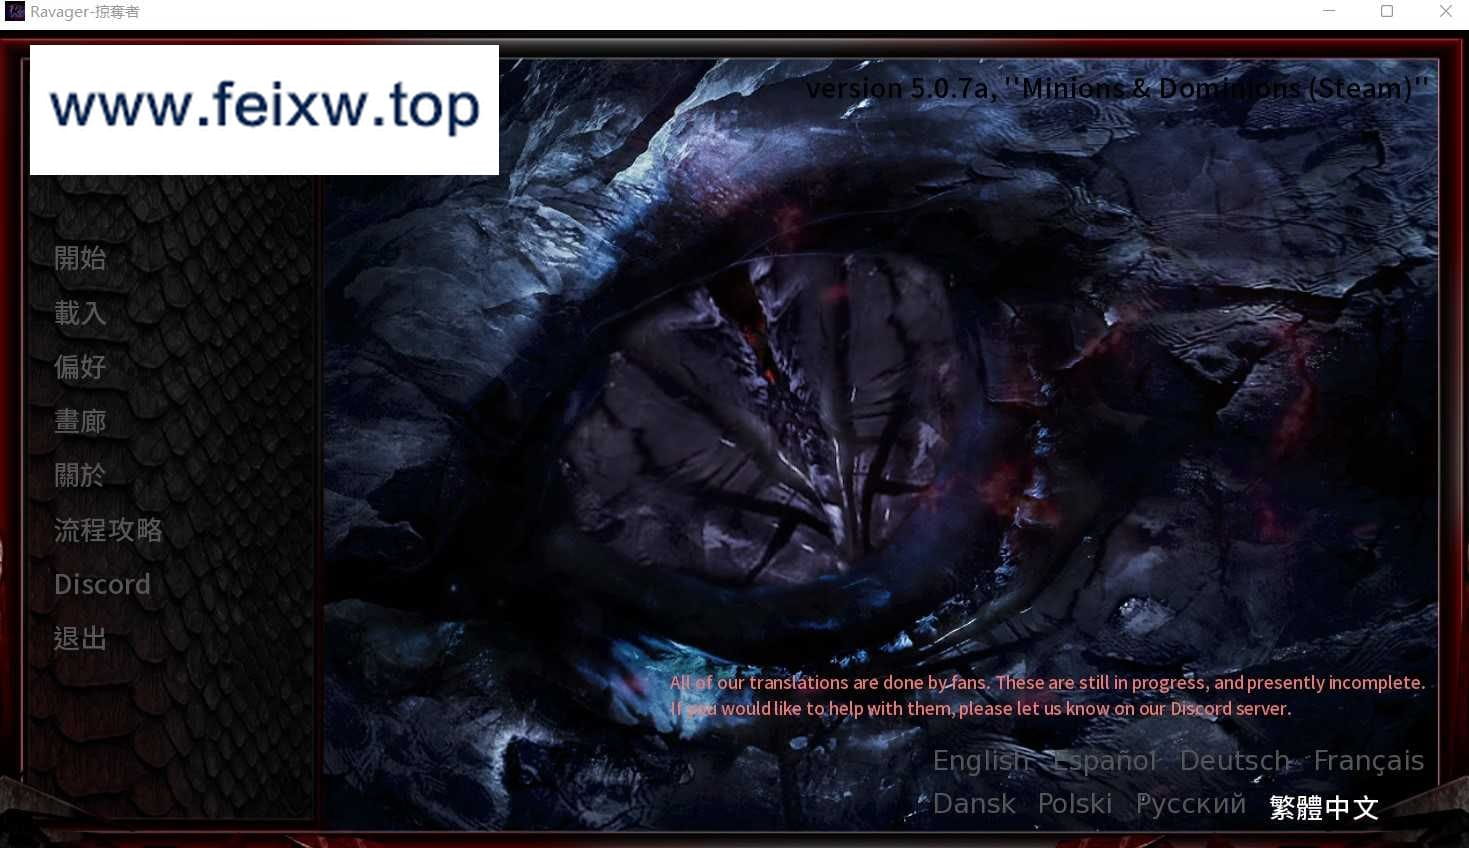 Ravager-掠奪者
www.feixw.top
version 5.0.7a, ''Minions & Dominions (Steam)''
開始
載入
偏好
畫廊
關於
流程攻略
Discord
退出
All of our translations are done by fans. These are still in progress, and presently incomplete.
If you would like to help with them, please let us know on our Discord server.
English Español Deutsch Français
Dansk Polski Русский 繁體中文